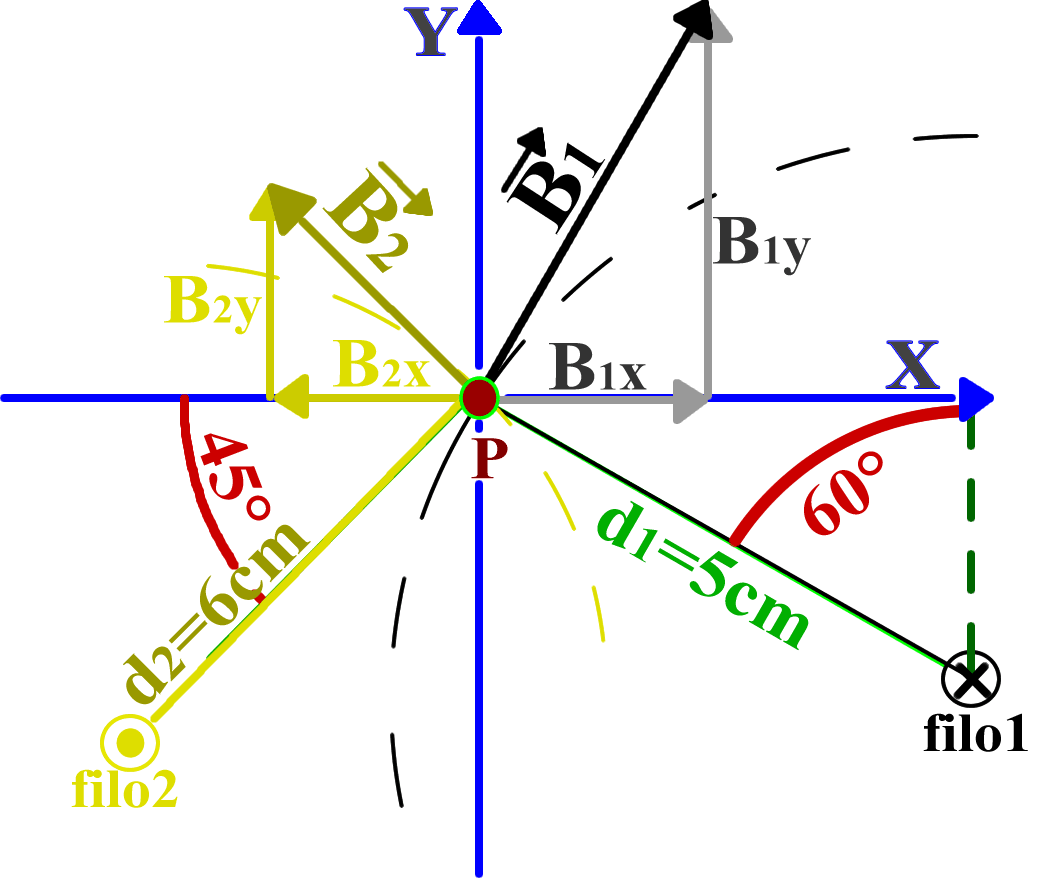 Y
B1
B2
B1y
B2y
B2x
B1x
X
P
45°
60°
d1=5cm
d2=6cm
filo1
filo2